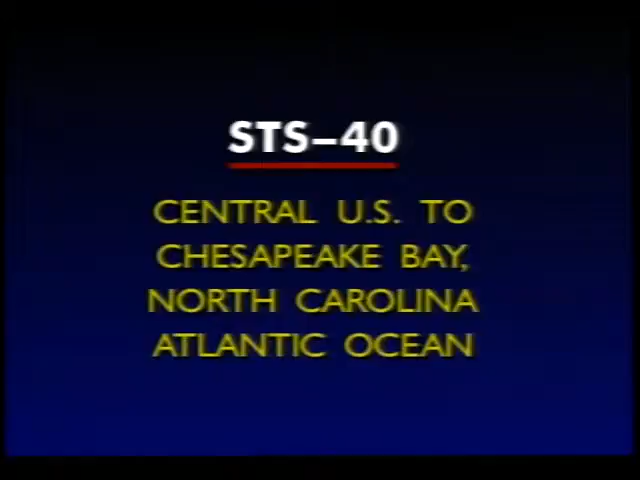 STS-40
CENTRAL U.S. TO
CHESAPEAKE BAY,
NORTH CAROLINA
ATLANTIC OCEAN